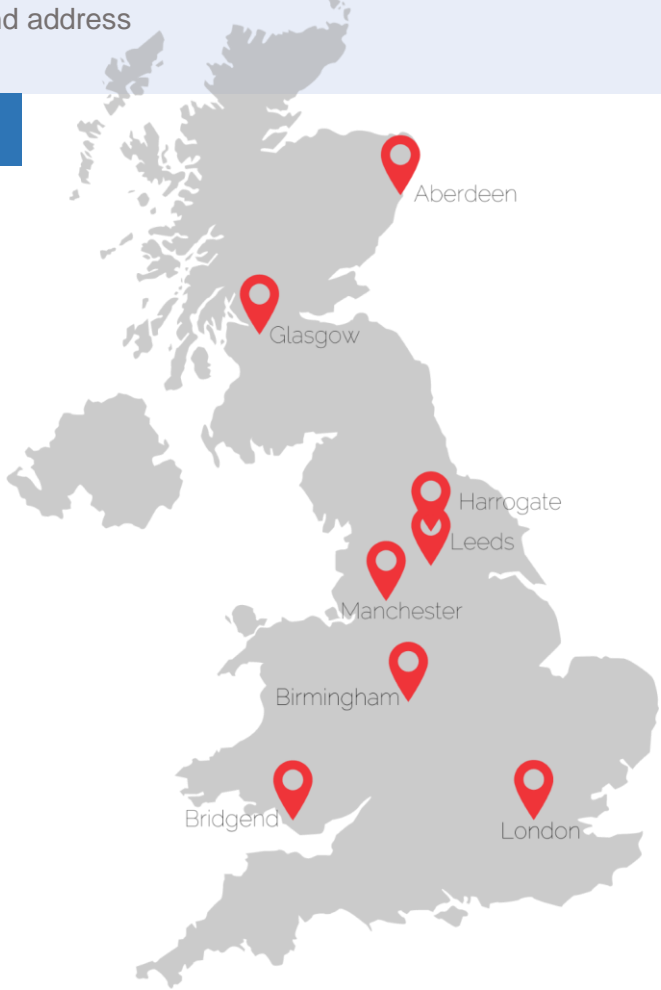 nd address
Aberdeen
Glasgow
Harrogate
Leeds
Manchester
Birmingham
Bridgend
London